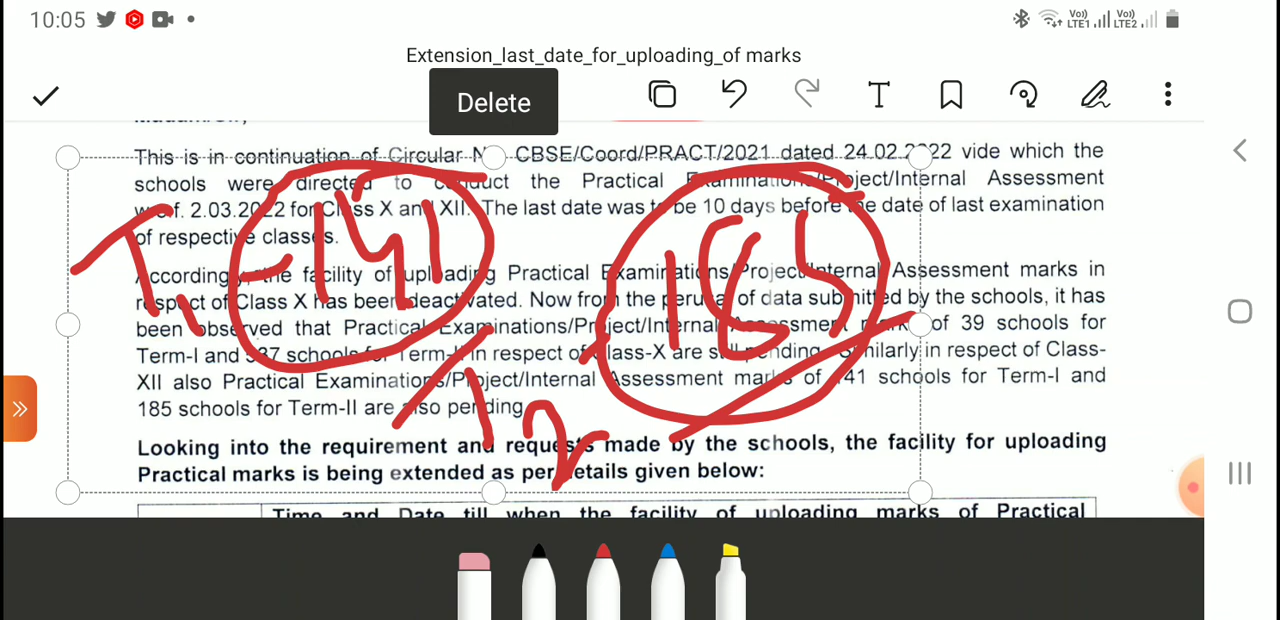 10:05
Vo)) LTE1 Vo)) LTE2
Extension_last_date_for_uploading_of marks
Delete
T
This is in continuation of Circular CBSE/Coord/PRACT/2021 dated 24.02.2022 vide which the
schools were directed to conduct the Practical Examinations/Project/Internal Assessment
w.e.f. 2.03.2022 for Class X and XII. The last date was to be 10 days before the date of last examination
of respective classes.
Accordingly the facility of uploading Practical Examinations/Project/Internal Assessment marks in
respect of Class X has been deactivated. Now from the perusal of data submitted by the schools, it has
been observed that Practical Examinations/Project/Internal Assessment marks of 39 schools for
Term-I and schools for Term-II in respect of Class-X are still pending. Similarly in respect of Class-
XII also Practical Examinations/Project/Internal Assessment marks of 141 schools for Term-I and
185 schools for Term-II are also pending
Looking into the requirement and requests made by the schools, the facility for uploading
Practical marks is being extended as per details given below:
Time and Date till when the facility of uploading marks of Practical
T1 - 141
T2 - 185